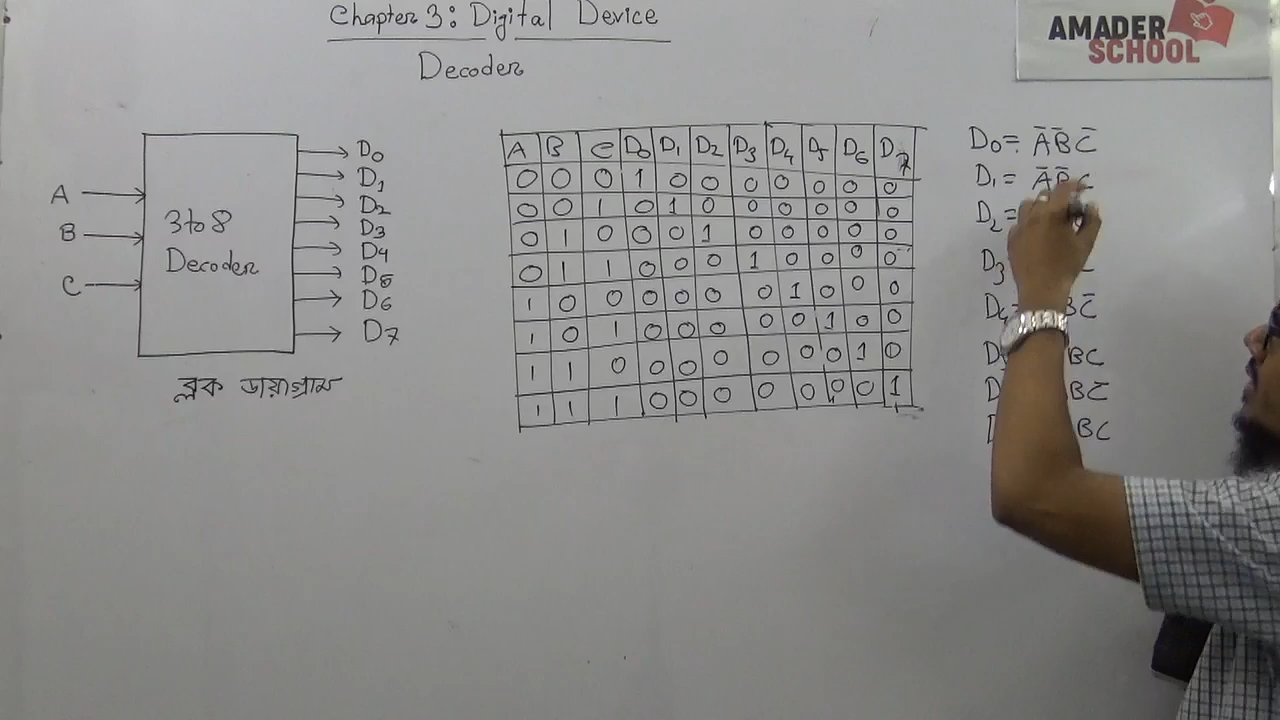 Chapter 3: Digital Device
Decoder
AMADER
SCHOOL
A
B
C
3 to 8
Decoder
D0
D1
D2
D3
D4
D5
D6
D7
ব্লক ডায়াগ্রাম
A B C D0 D1 D2 D3 D4 D5 D6 D7
0 0 0 1 0 0 0 0 0 0 0
0 0 1 0 1 0 0 0 0 0 0
0 1 0 0 0 1 0 0 0 0 0
0 1 1 0 0 0 1 0 0 0 0
1 0 0 0 0 0 0 1 0 0 0
1 0 1 0 0 0 0 0 1 0 0
1 1 0 0 0 0 0 0 0 1 0
1 1 1 0 0 0 0 0 0 0 1
D0 = A̅ B̅ C̅
D1 = A̅ B̅ C
D2 =
D3 C
D4 B C̅
D BC
D B C̅
D BC